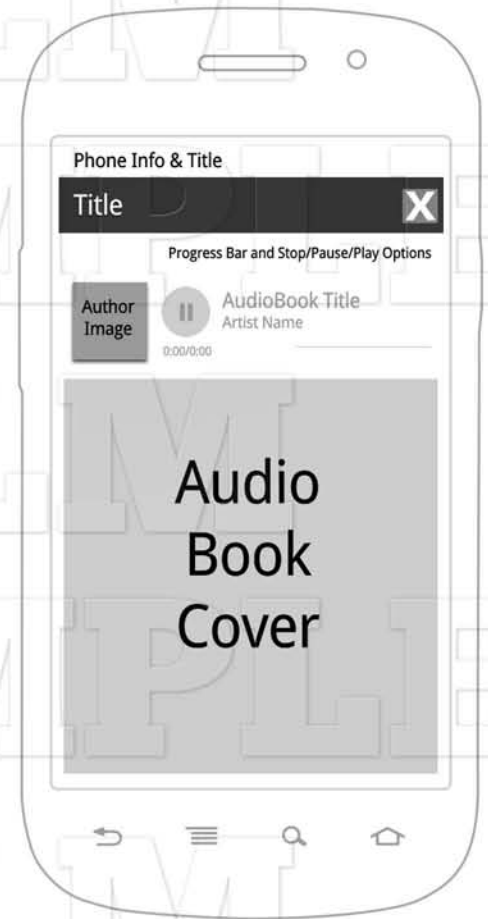 Phone Info & Title
Title
X
Progress Bar and Stop/Pause/Play Options
Author
Image
AudioBook Title
Artist Name
0:00/0:00
Audio
Book
Cover